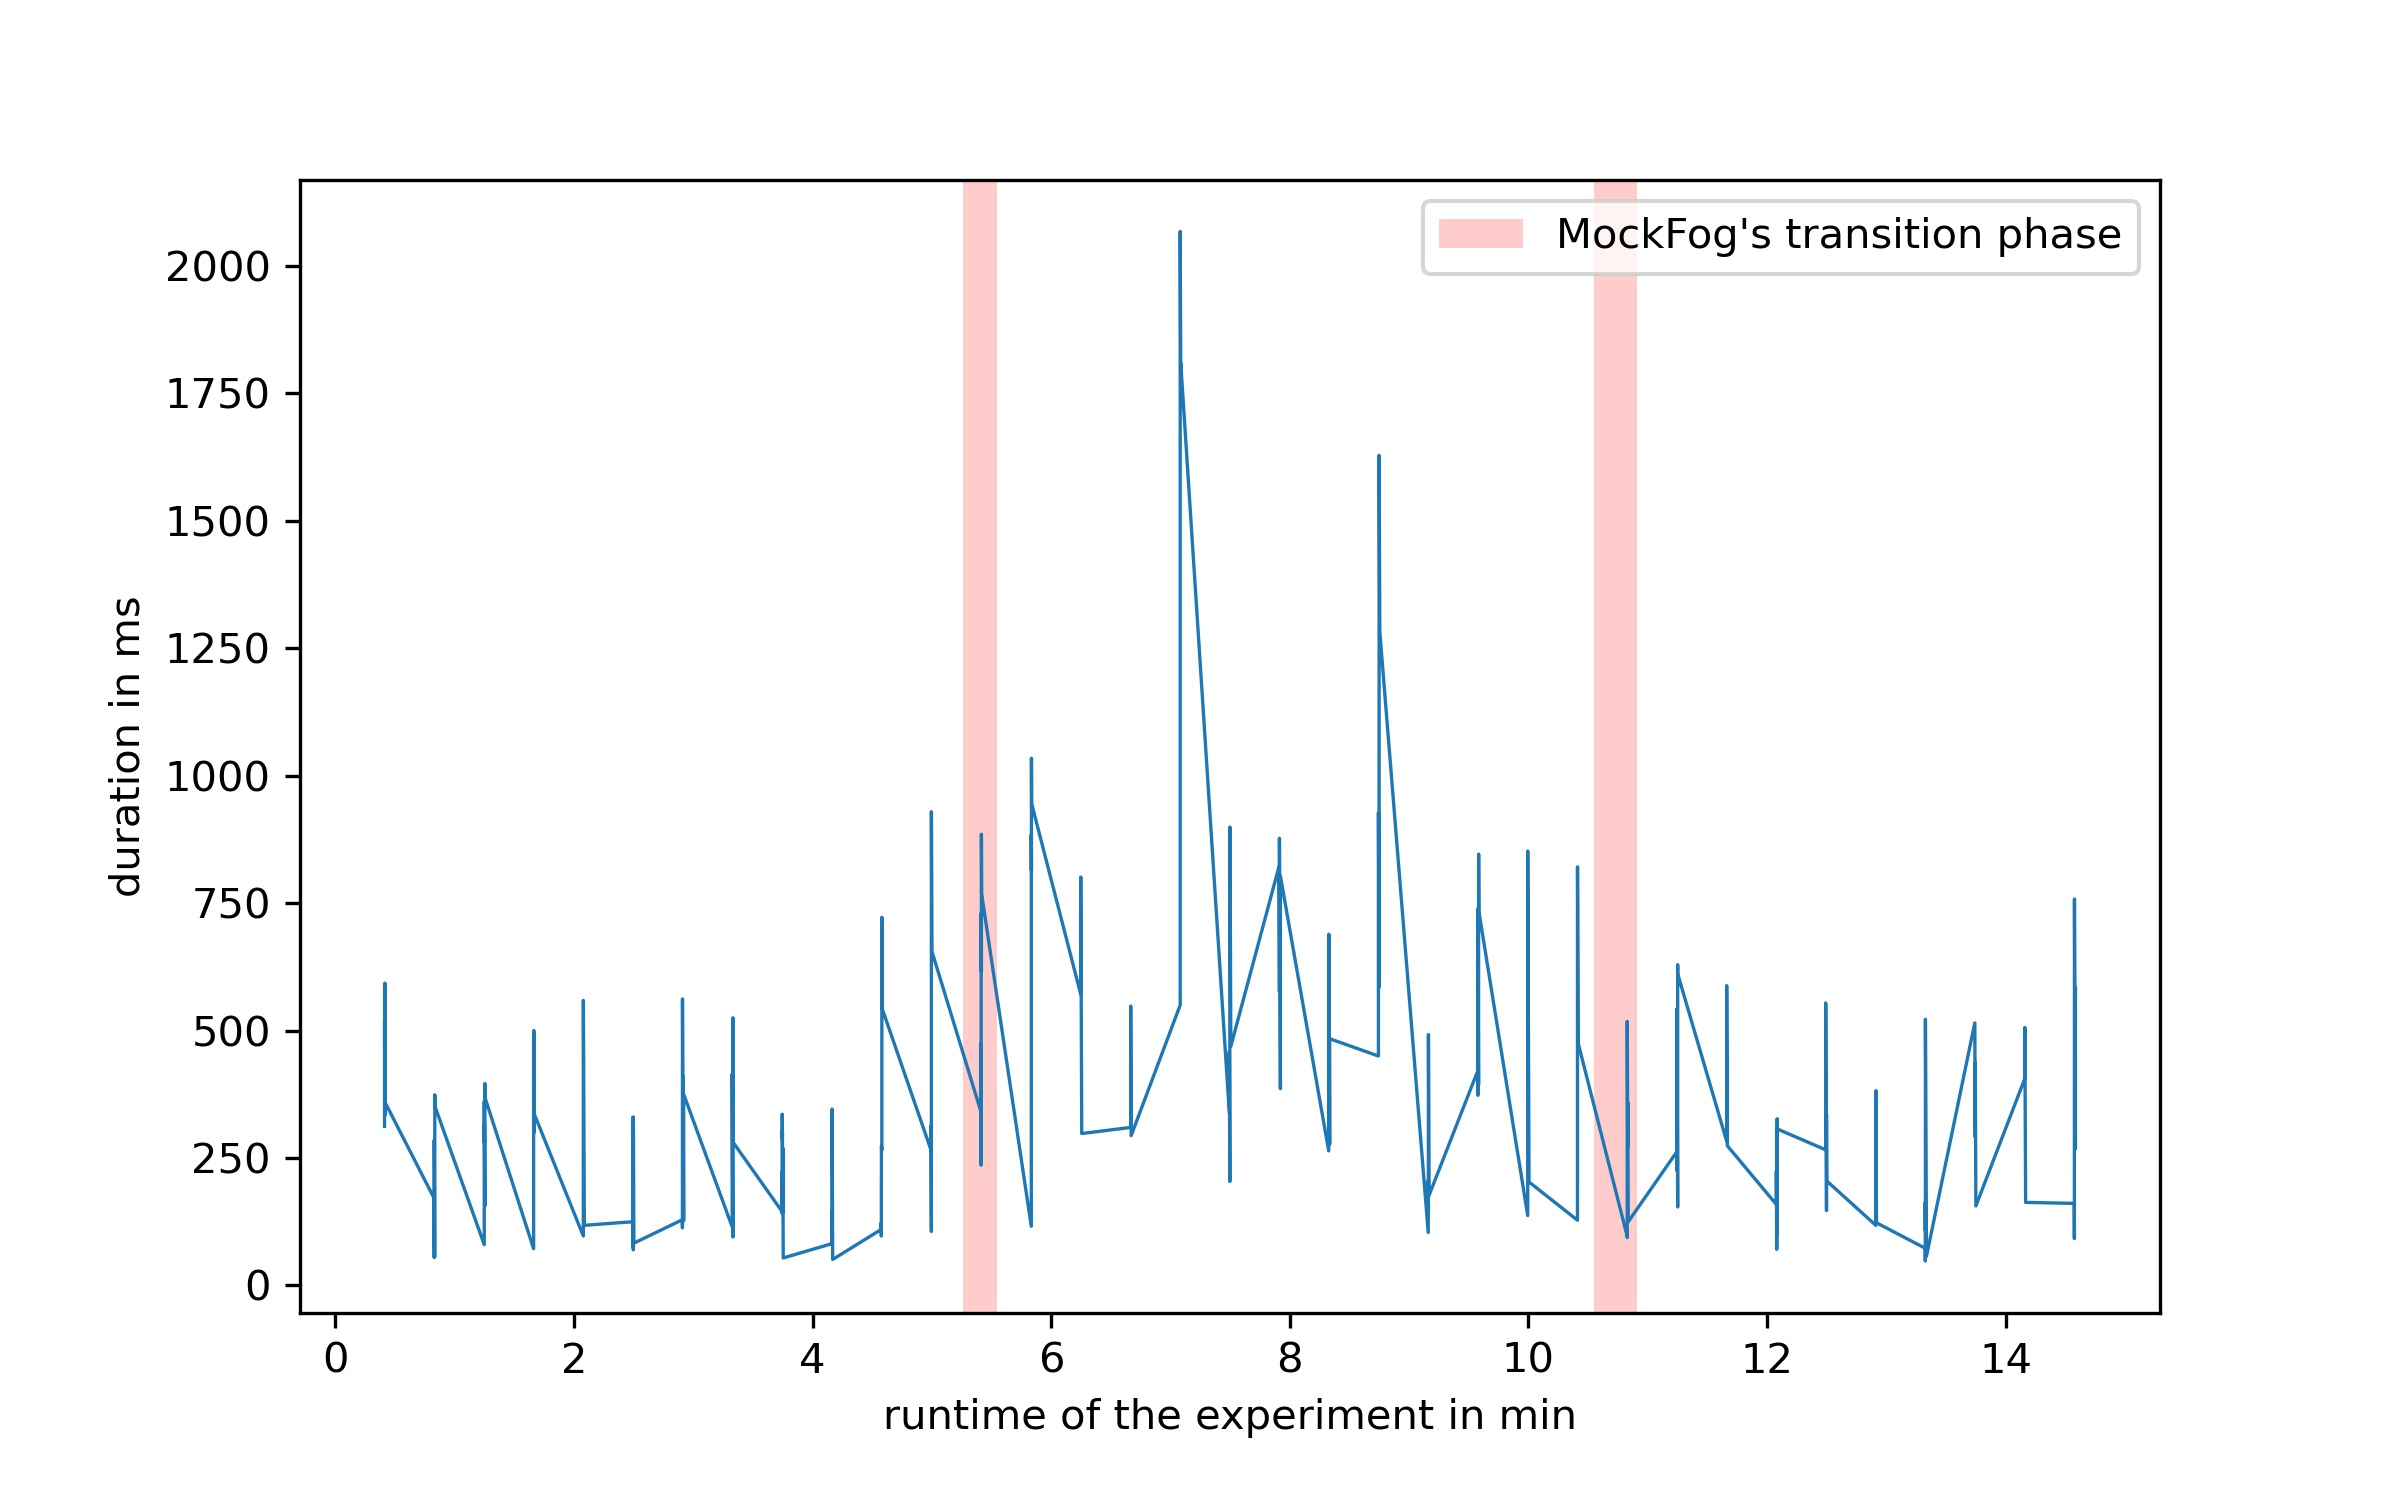 MockFog's transition phase
2000
1750
1500
1250
1000
750
500
250
0
duration in ms
0 2 4 6 8 10 12 14
runtime of the experiment in min